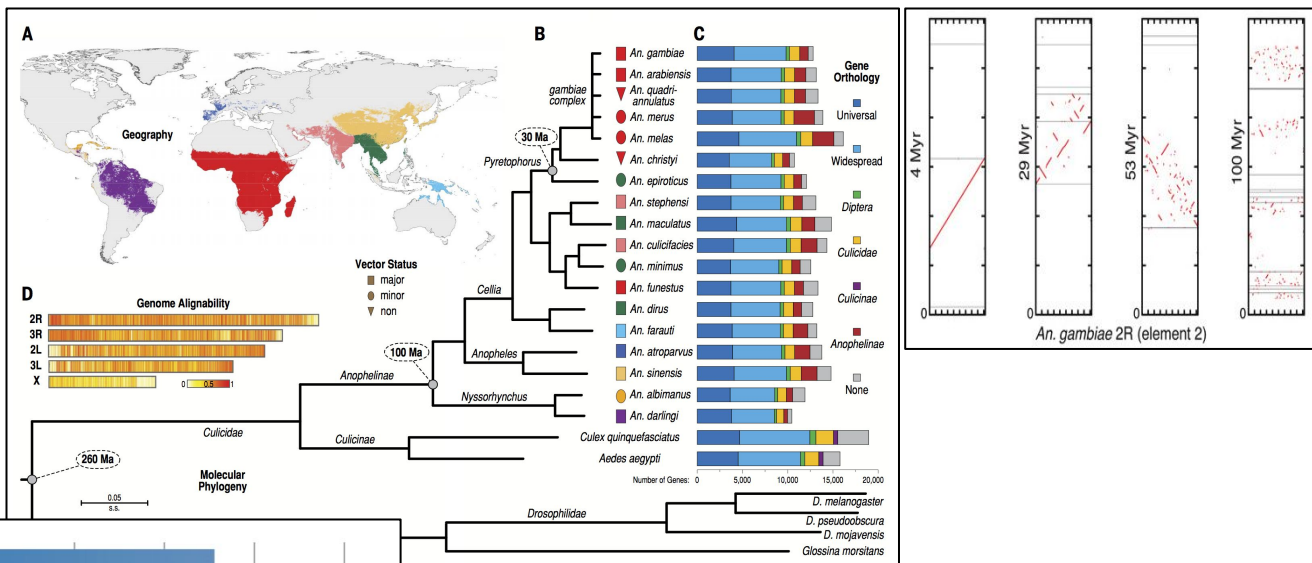 A
Geography
Vector Status
major
minor
non
D
Genome Alignability
2R
3R
2L
3L
X
0
0.5
1
B
gambiae
complex
30 Ma
Pyretophorus
Cellia
100 Ma
Anopheles
Anophelinae
Nyssorhynchus
Culicidae
Culicinae
260 Ma
Molecular
Phylogeny
0.05
s.s.
Drosophilidae
An. gambiae
An. arabiensis
An. quadri-
annulatus
An. merus
An. melas
An. christyi
An. epiroticus
An. stephensi
An. maculatus
An. culicifacies
An. minimus
An. funestus
An. dirus
An. farauti
An. atroparvus
An. sinensis
An. albimanus
An. darlingi
Culex quinquefasciatus
Aedes aegypti
D. melanogaster
D. pseudoobscura
D. mojavensis
Glossina morsitans
C
Gene
Orthology
Universal
Widespread
Diptera
Culicidae
Culicinae
Anophelinae
None
Number of Genes:
0
5,000
10,000
15,000
20,000
4 Myr
0
29 Myr
0
53 Myr
0
100 Myr
0
An. gambiae 2R (element 2)